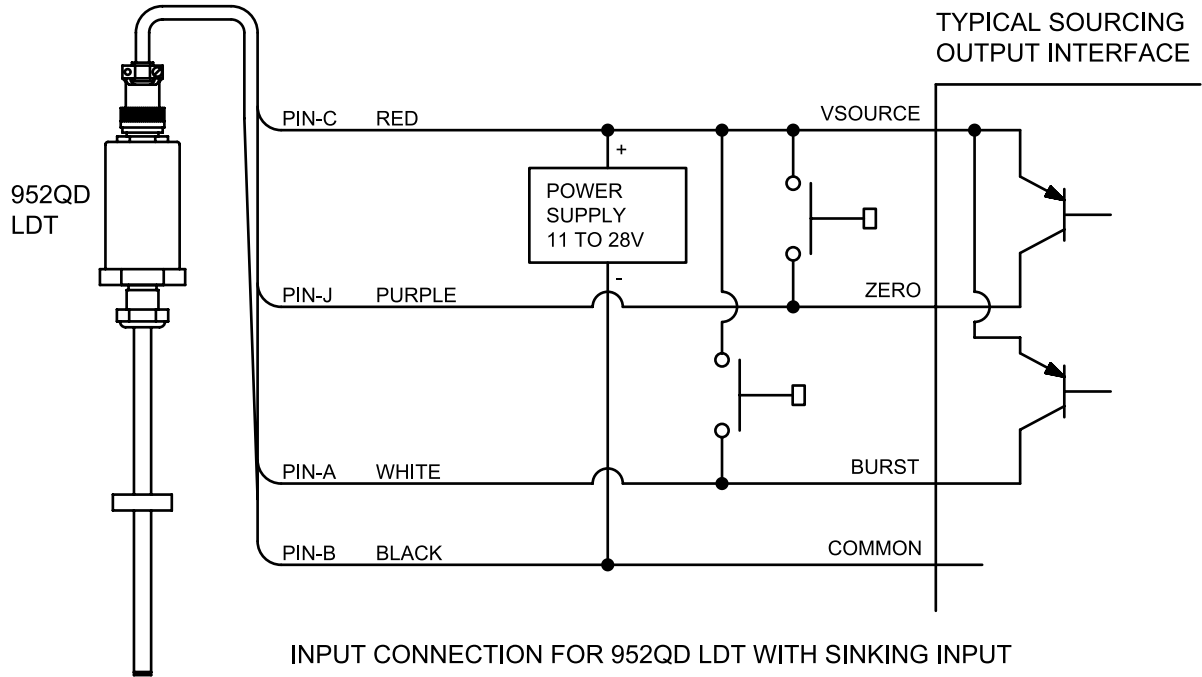 TYPICAL SOURCING
OUTPUT INTERFACE
952QD
LDT
PIN-C RED
VSOURCE
+
POWER
SUPPLY
11 TO 28V
-
PIN-J PURPLE
ZERO
PIN-A WHITE
BURST
PIN-B BLACK
COMMON
INPUT CONNECTION FOR 952QD LDT WITH SINKING INPUT